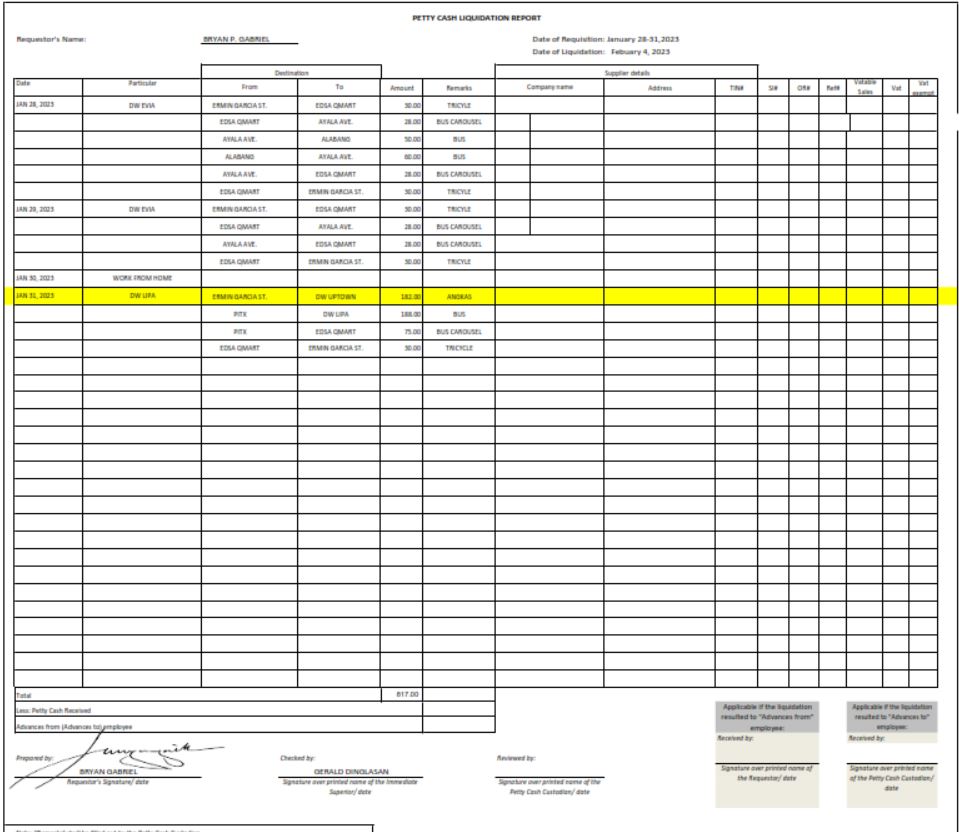 PETTY CASH LIQUIDATION REPORT
Requestor's Name: BRYAN P. GABRIEL Date of Requisition: January 28-31,2023
Date of Liquidation: Febuary 4, 2023
Destination Supplier details
Date Particular From To Amount Remarks Company name Address TIN# SI# OR# Ref# Vatable Sales Vat Vat exempt
JAN 28, 2023 DW EVIA ERMIN GARCIA ST. EDSA QMART 30.00 TRICYLE
EDSA QMART AYALA AVE. 28.00 BUS CAROUSEL
AYALA AVE. ALABANG 50.00 BUS
ALABANG AYALA AVE. 60.00 BUS
AYALA AVE. EDSA QMART 28.00 BUS CAROUSEL
EDSA QMART ERMIN GARCIA ST. 30.00 TRICYLE
JAN 29, 2023 DW EVIA ERMIN GARCIA ST. EDSA QMART 30.00 TRICYLE
EDSA QMART AYALA AVE. 28.00 BUS CAROUSEL
AYALA AVE. EDSA QMART 28.00 BUS CAROUSEL
EDSA QMART ERMIN GARCIA ST. 30.00 TRICYLE
JAN 30, 2023 WORK FROM HOME
JAN 31, 2023 DW LIPA ERMIN GARCIA ST. DW UPTOWN 182.00 ANGKAS
PITX DW LIPA 188.00 BUS
PITX EDSA QMART 75.00 BUS CAROUSEL
EDSA QMART ERMIN GARCIA ST. 30.00 TRICYCLE
Total 817.00
Less: Petty Cash Received
Advances from (Advances to) employee
Applicable if the liquidation resulted to "Advances from" employee:
Applicable if the liquidation resulted to "Advances to" employee:
Received by: Received by:
Prepared by: Checked by: Reviewed by:
BRYAN GABRIEL GERALD DINGLASAN
Requestor's Signature/ date
Signature over printed name of the Immediate Superior/ date
Signature over printed name of the Petty Cash Custodian/ date
Signature over printed name of the Requestor/ date
Signature over printed name of the Petty Cash Custodian/ date